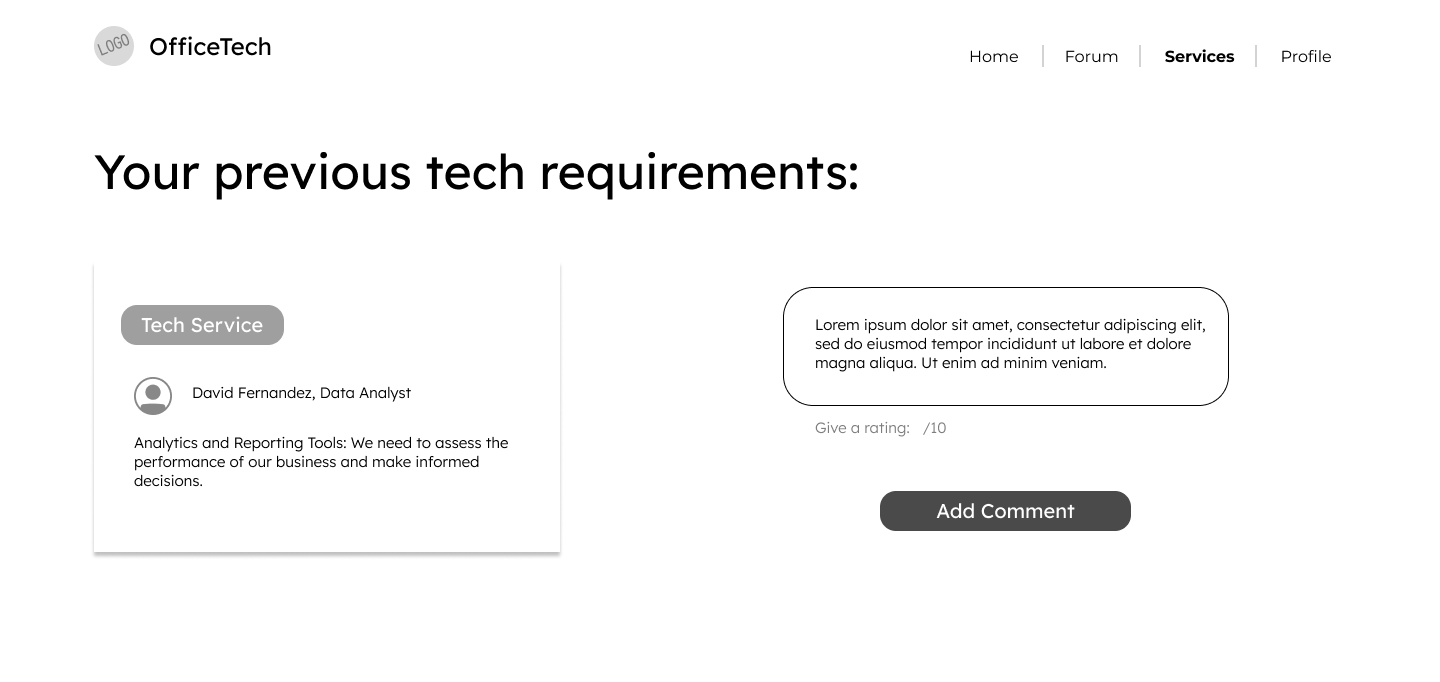 LOGO
OfficeTech
Home
Forum
Services
Profile
Your previous tech requirements:
Tech Service
David Fernandez, Data Analyst
Analytics and Reporting Tools: We need to assess the
performance of our business and make informed
decisions.
Lorem ipsum dolor sit amet, consectetur adipiscing elit,
sed do eiusmod tempor incididunt ut labore et dolore
magna aliqua. Ut enim ad minim veniam.
Give a rating: /10
Add Comment